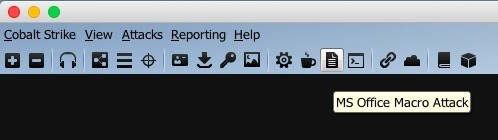 Cobalt Strike View Attacks Reporting Help
MS Office Macro Attack